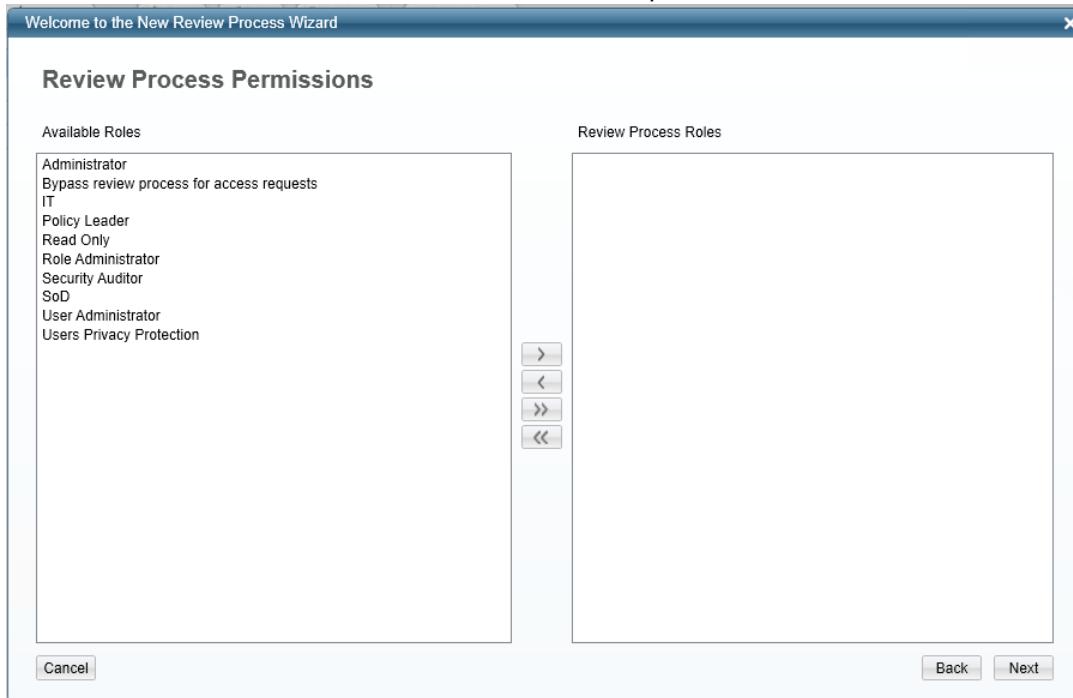 Welcome to the New Review Process Wizard
Review Process Permissions
Available Roles
Review Process Roles
Administrator
Bypass review process for access requests
IT
Policy Leader
Read Only
Role Administrator
Security Auditor
SoD
User Administrator
Users Privacy Protection
Cancel
Back
Next